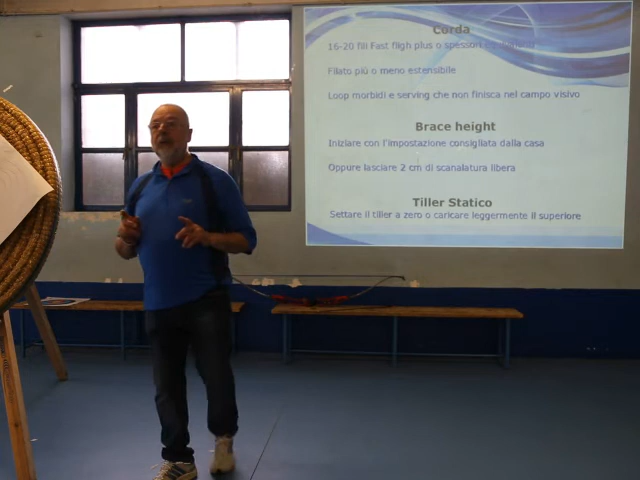 Corda
16-20 fili Fast fligh plus o spessori
Filato più o meno estensibile
Loop morbidi e serving che non finisca nel campo visivo
Brace height
Iniziare con l'impostazione consigliata dalla casa
Oppure lasciare 2 cm di scanalatura libera
Tiller Statico
Settare il tiller a zero o caricare leggermente il superiore